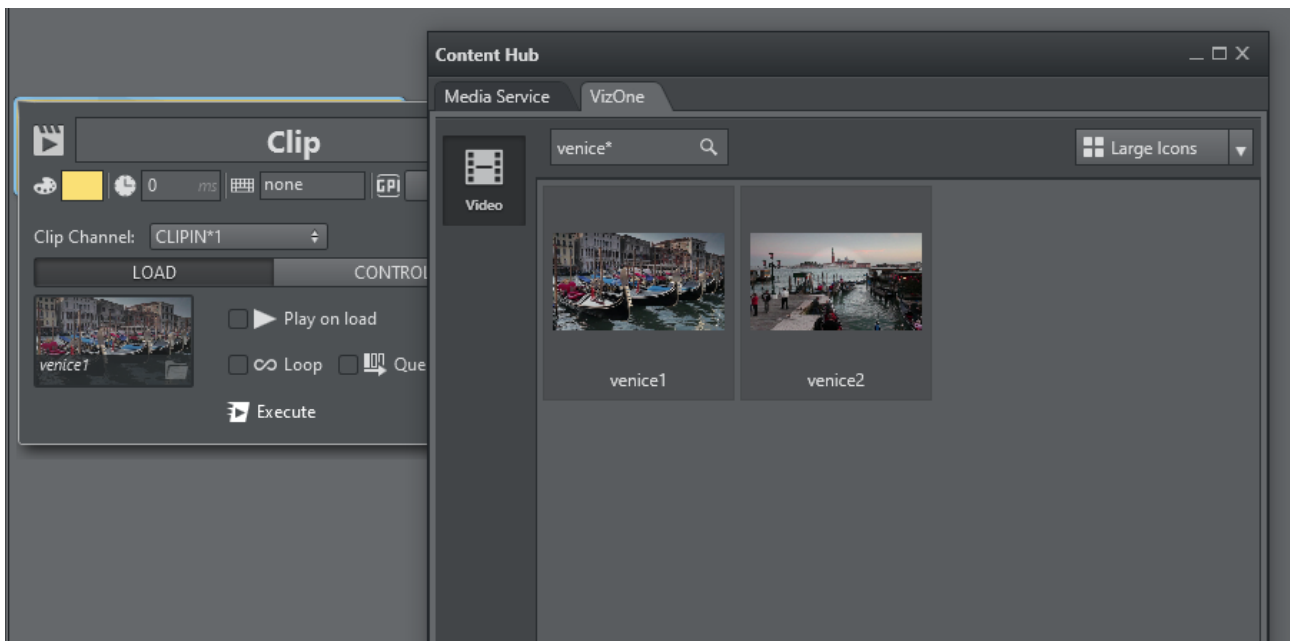 Content Hub
Media Service VizOne
Clip
venice*
Large Icons
0 ms none GPI
Video
Clip Channel: CLIPIN*1
LOAD CONTROL
Play on load
venice1
Loop Que
venice1 venice2
Execute